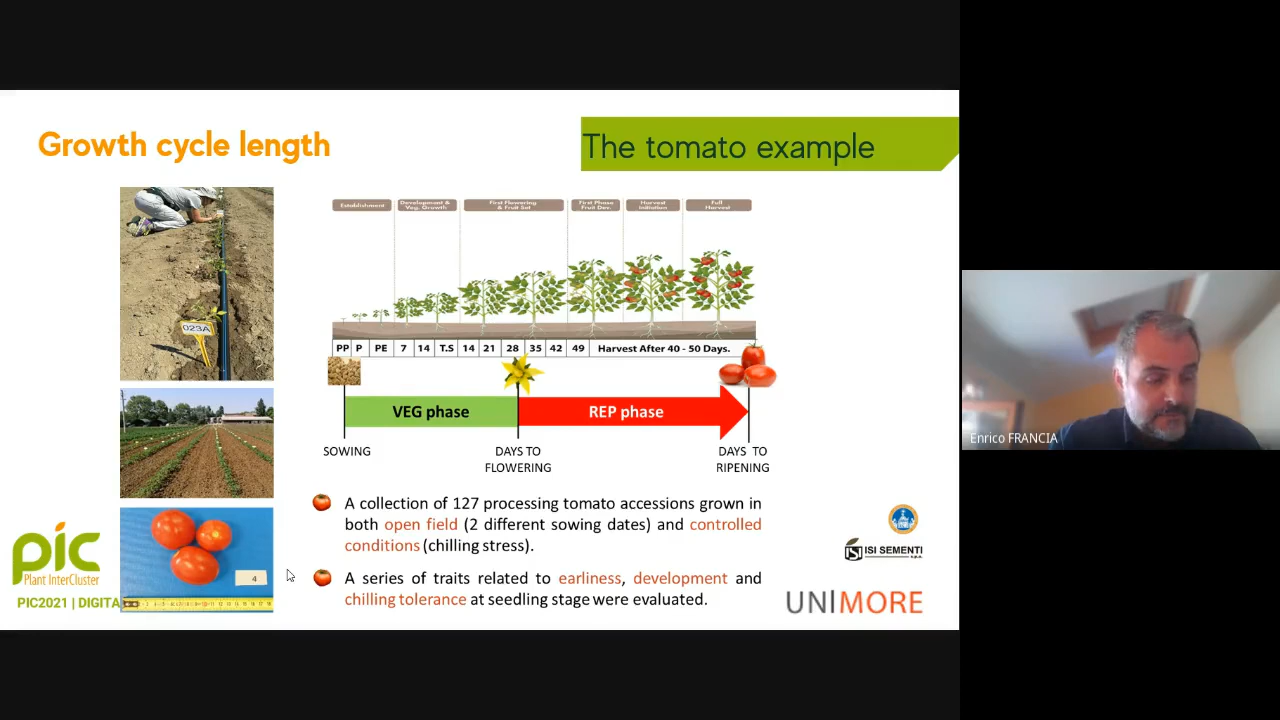 Growth cycle length
The tomato example
Establishment
Development &
Veg. Growth
First Flowering
& Fruit Set
First Phase
Fruit Dev.
Harvest
Initiation
Full
Harvest
PP P PE 7 14 T.S 14 21 28 35 42 49 Harvest After 40 - 50 Days.
VEG phase
REP phase
SOWING
DAYS TO
FLOWERING
DAYS TO
RIPENING
A collection of 127 processing tomato accessions grown in
both open field (2 different sowing dates) and controlled
conditions (chilling stress).
A series of traits related to earliness, development and
chilling tolerance at seedling stage were evaluated.
023A
4
pic
Plant InterCluster
PIC2021 | DIGITA
ISI SEMENTI
UNIMORE
Enrico FRANCIA